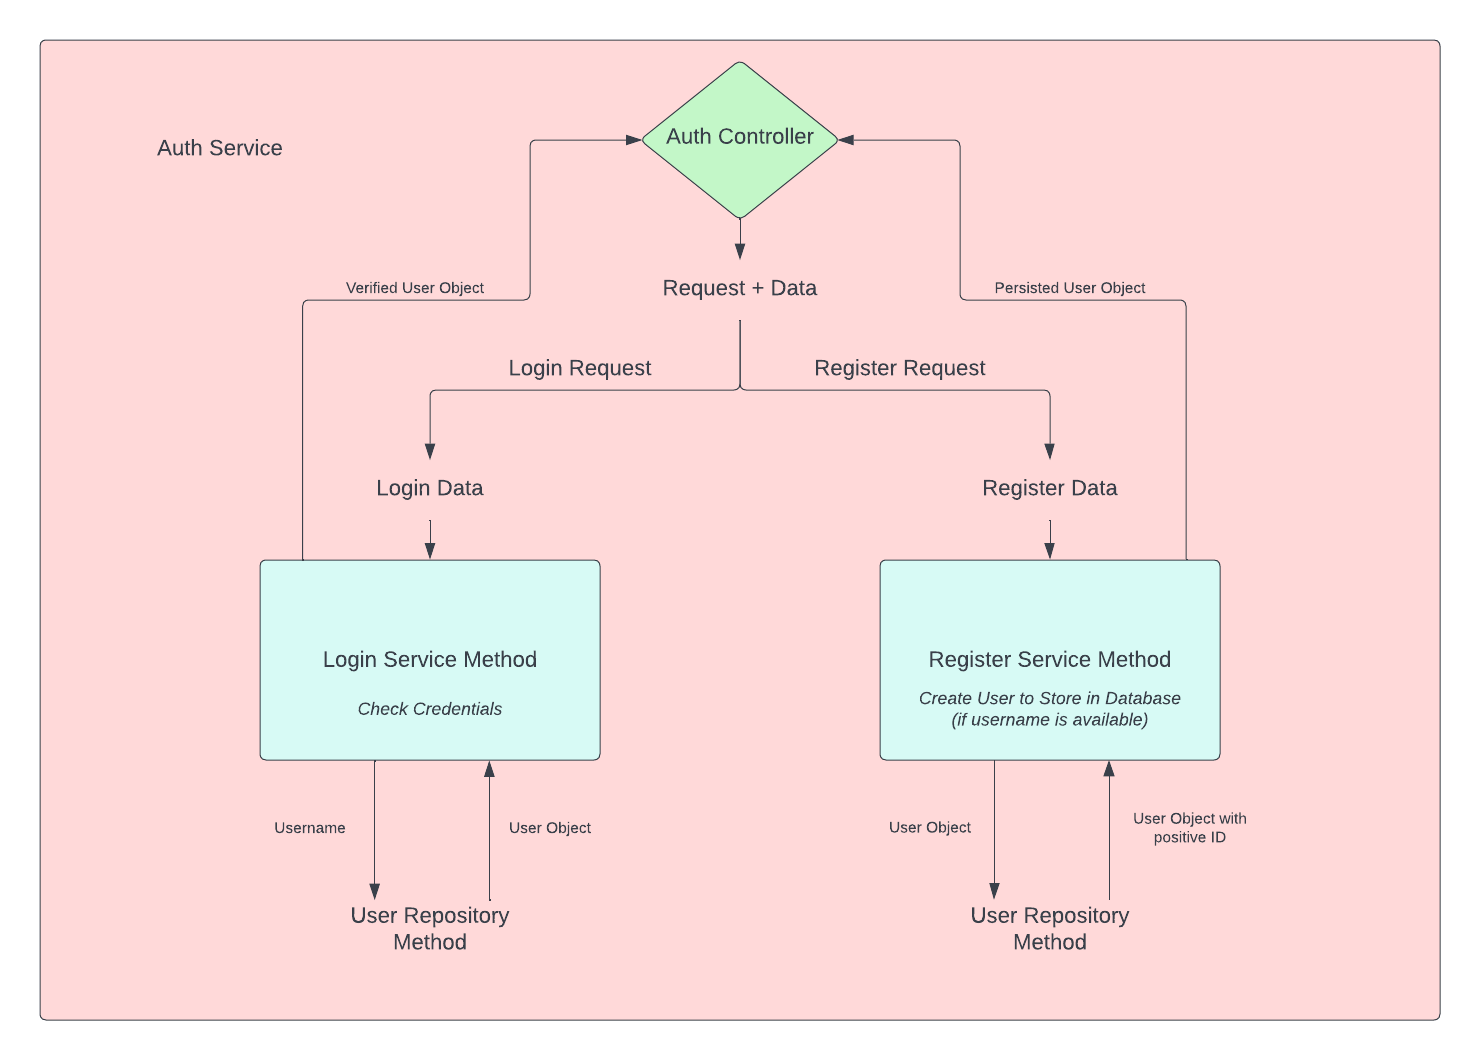 Auth Controller
Auth Service
Verified User Object
Request + Data
Persisted User Object
Login Request
Register Request
Login Data
Register Data
Login Service Method
Check Credentials
Register Service Method
Create User to Store in Database
(if username is available)
Username
User Object
User Object
User Object with
positive ID
User Repository
Method
User Repository
Method